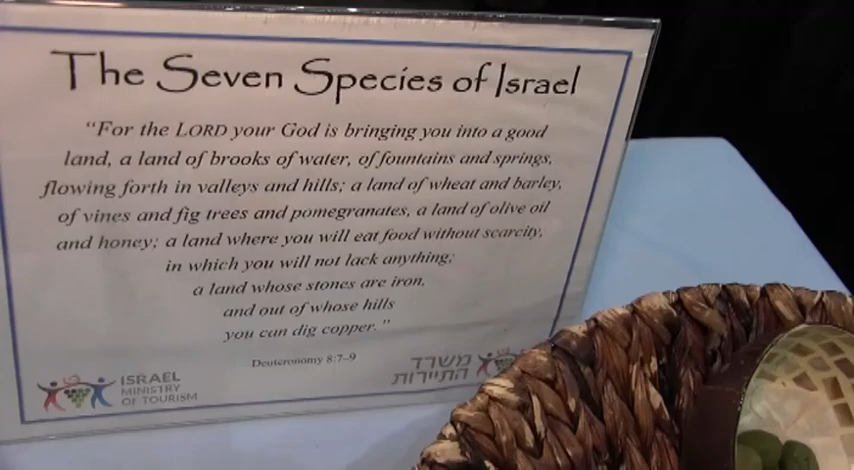 The Seven Species of Israel
"For the LORD your God is bringing you into a good
land, a land of brooks of water, of fountains and springs,
flowing forth in valleys and hills; a land of wheat and barley,
of vines and fig trees and pomegranates, a land of olive oil
and honey; a land where you will eat food without scarcity,
in which you will not lack anything;
a land whose stones are iron,
and out of whose hills
you can dig copper."
Deuteronomy 8:7-9
ISRAEL
MINISTRY
OF TOURISM
משרד
התיירות